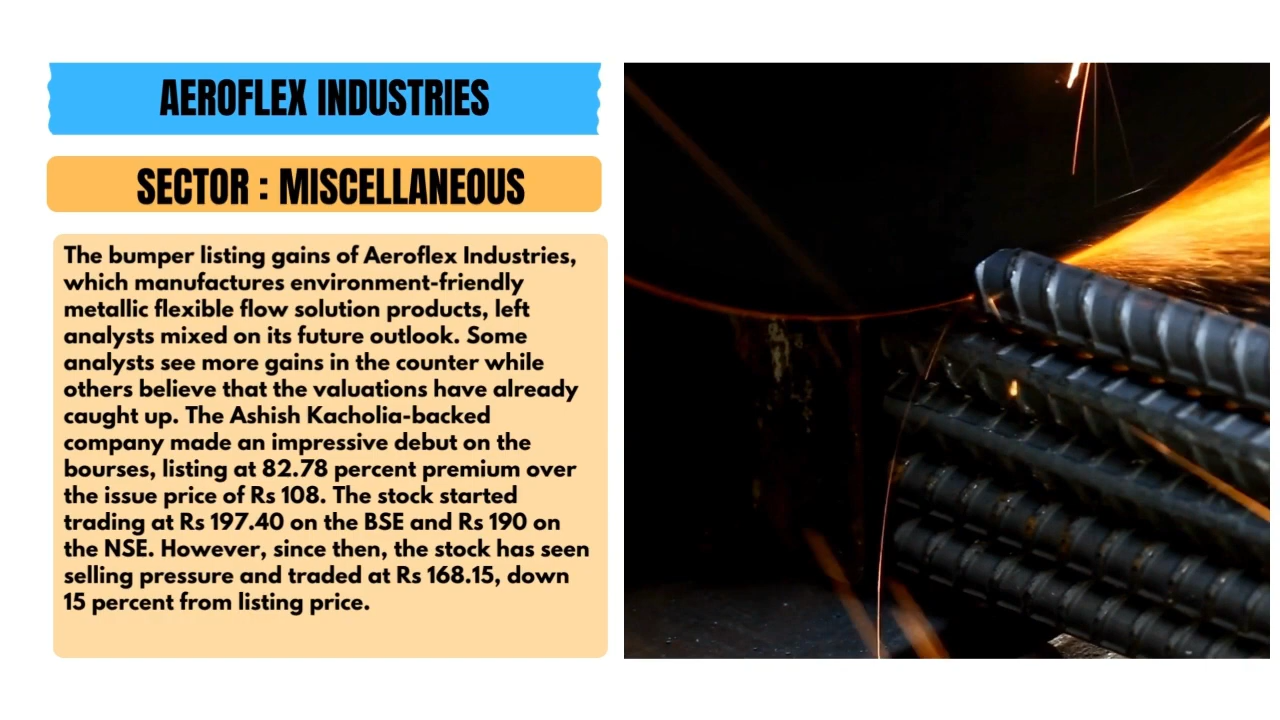 AEROFLEX INDUSTRIES
SECTOR : MISCELLANEOUS
The bumper listing gains of Aeroflex Industries,
which manufactures environment-friendly
metallic flexible flow solution products, left
analysts mixed on its future outlook. Some
analysts see more gains in the counter while
others believe that the valuations have already
caught up. The Ashish Kacholia-backed
company made an impressive debut on the
bourses, listing at 82.78 percent premium over
the issue price of Rs 108. The stock started
trading at Rs 197.40 on the BSE and Rs 190 on
the NSE. However, since then, the stock has seen
selling pressure and traded at Rs 168.15, down
15 percent from listing price.